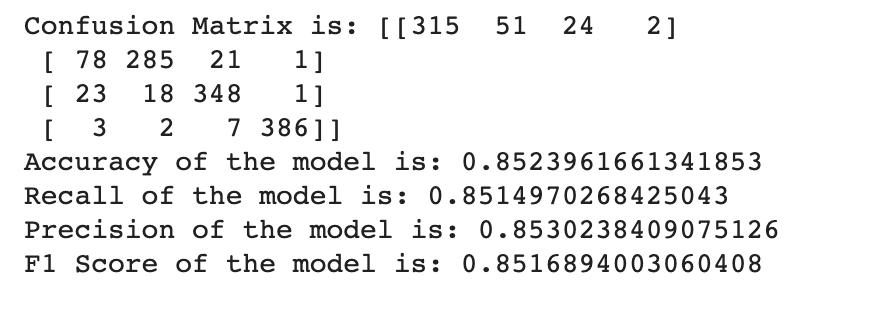 Confusion Matrix is: [[315  51  24   2]
 [ 78 285  21   1]
 [ 23  18 348   1]
 [  3   2   7 386]]
Accuracy of the model is: 0.8523961661341853
Recall of the model is: 0.8514970268425043
Precision of the model is: 0.8530238409075126
F1 Score of the model is: 0.8516894003060408